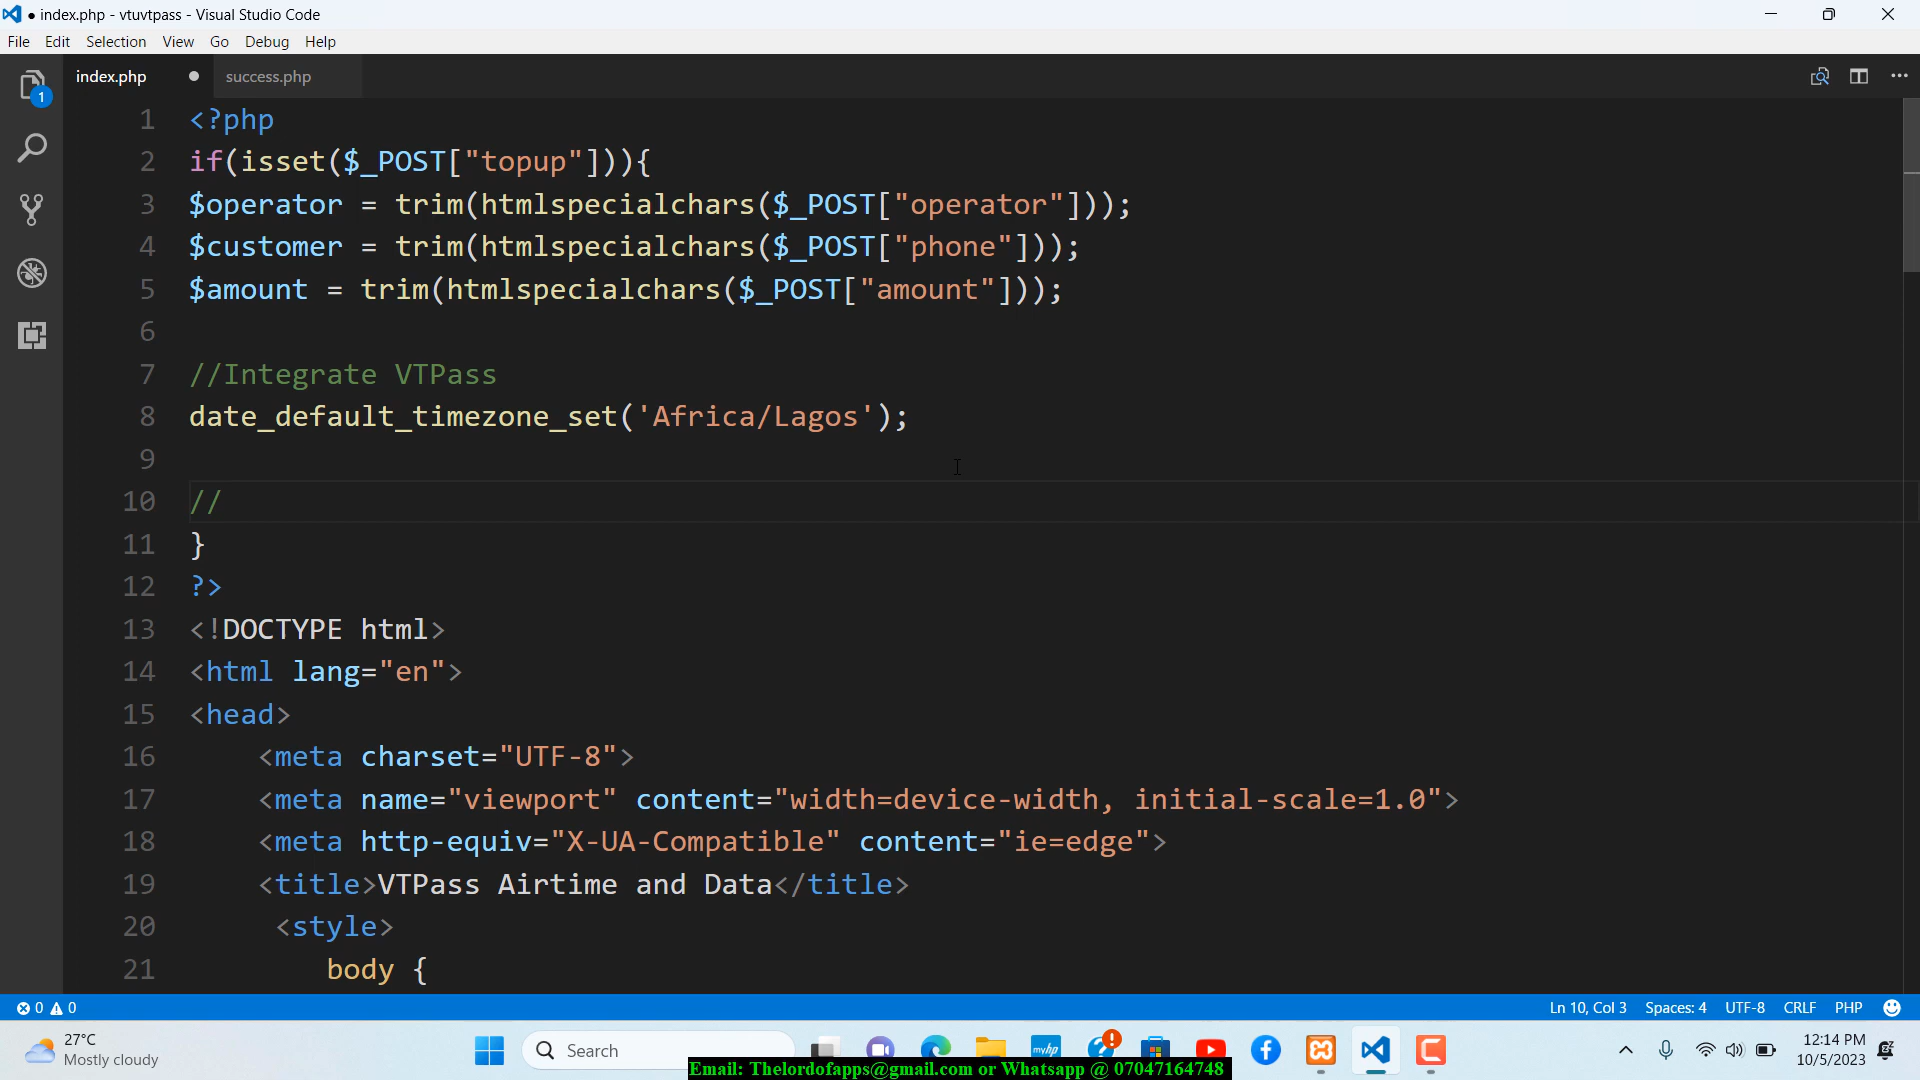 index.php - vtuvtpass - Visual Studio Code
File Edit Selection View Go Debug Help
index.php success.php
1
1 <?php
2 if(isset($_POST["topup"])){
3 $operator = trim(htmlspecialchars($_POST["operator"]));
4 $customer = trim(htmlspecialchars($_POST["phone"]));
5 $amount = trim(htmlspecialchars($_POST["amount"]));
6
7 //Integrate VTPass
8 date_default_timezone_set('Africa/Lagos');
9
10 //
11 }
12 ?>
13 <!DOCTYPE html>
14 <html lang="en">
15 <head>
16 <meta charset="UTF-8">
17 <meta name="viewport" content="width=device-width, initial-scale=1.0">
18 <meta http-equiv="X-UA-Compatible" content="ie=edge">
19 <title>VTPass Airtime and Data</title>
20 <style>
21 body {
0 0 Ln 10, Col 3 Spaces: 4 UTF-8 CRLF PHP
27°C
Mostly cloudy
Search
myhp
12:14 PM
10/5/2023
Email: Thelordofapps@gmail.com or Whatsapp @ 07047164748